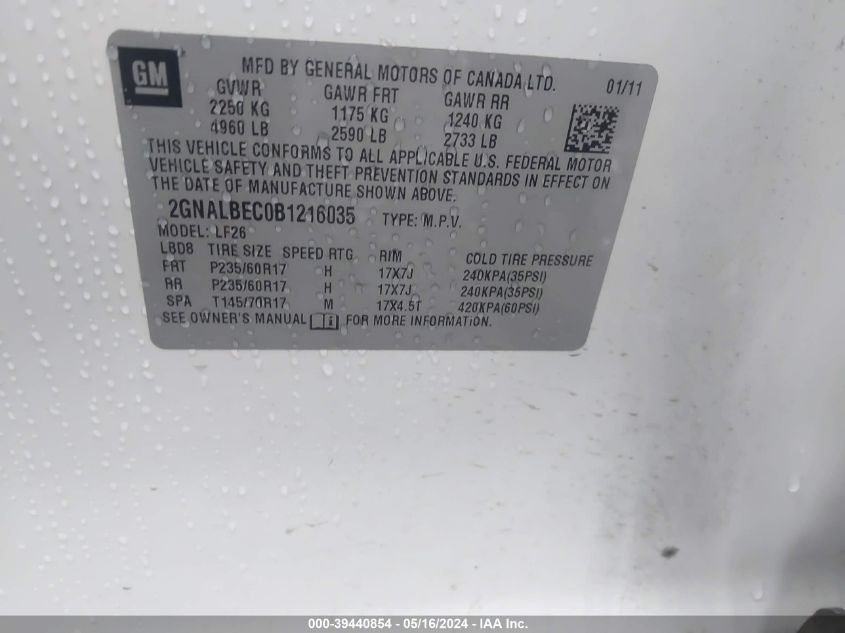 GM
MFD BY GENERAL MOTORS OF CANADA LTD. 01/11
GVWR GAWR FRT GAWR RR
2250 KG 1175 KG 1240 KG
4960 LB 2590 LB 2733 LB
THIS VEHICLE CONFORMS TO ALL APPLICABLE U.S. FEDERAL MOTOR
VEHICLE SAFETY AND THEFT PREVENTION STANDARDS IN EFFECT ON
THE DATE OF MANUFACTURE SHOWN ABOVE.
2GNALBEC0B1216035 TYPE: M.P.V.
MODEL: LF26
L8D8 TIRE SIZE SPEED RTG RIM COLD TIRE PRESSURE
FRT P235/60R17 H 17X7J 240KPA(35PSI)
RR P235/60R17 H 17X7J 240KPA(35PSI)
SPA T145/70R17 M 17X4.5T 420KPA(60PSI)
SEE OWNER'S MANUAL i FOR MORE INFORMATION.
000-39440854 - 05/16/2024 - IAA Inc.